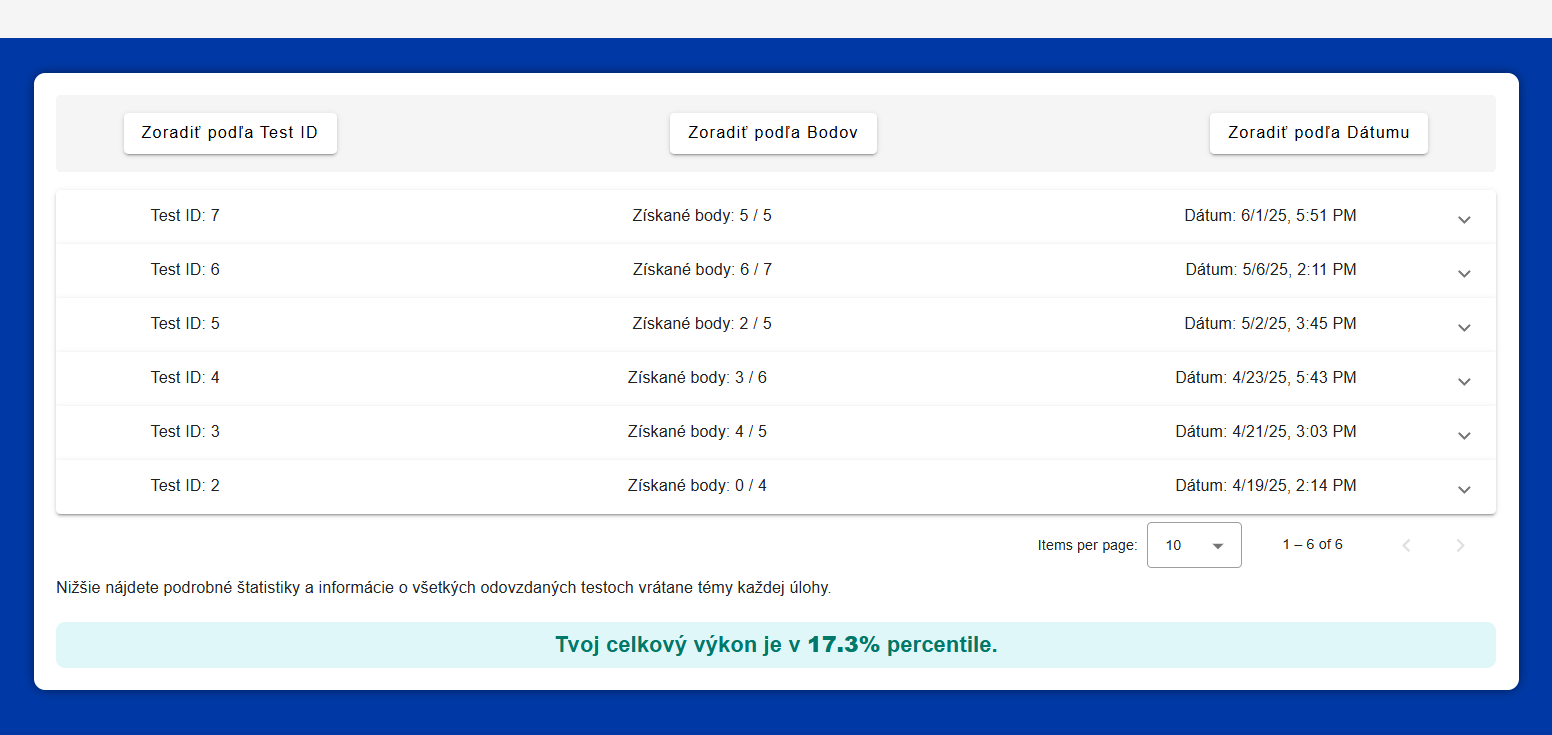 Zoradiť podľa Test ID Zoradiť podľa Bodov Zoradiť podľa Dátumu
Test ID: 7 Získané body: 5 / 5 Dátum: 6/1/25, 5:51 PM
Test ID: 6 Získané body: 6 / 7 Dátum: 5/6/25, 2:11 PM
Test ID: 5 Získané body: 2 / 5 Dátum: 5/2/25, 3:45 PM
Test ID: 4 Získané body: 3 / 6 Dátum: 4/23/25, 5:43 PM
Test ID: 3 Získané body: 4 / 5 Dátum: 4/21/25, 3:03 PM
Test ID: 2 Získané body: 0 / 4 Dátum: 4/19/25, 2:14 PM
Items per page: 10 1 – 6 of 6
Nižšie nájdete podrobné štatistiky a informácie o všetkých odovzdaných testoch vrátane témy každej úlohy.
Tvoj celkový výkon je v 17.3% percentile.